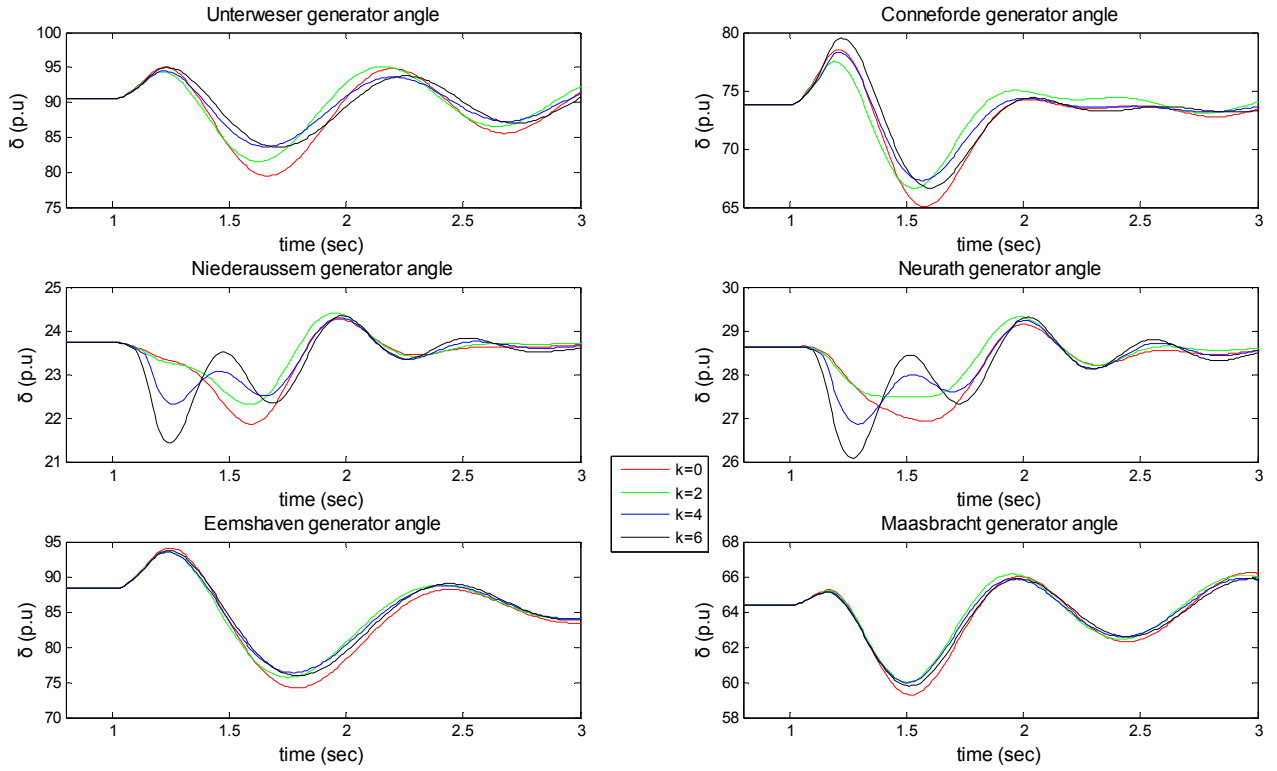 Unterweser generator angle
100
95
90
85
80
75
δ (p.u)
1
1.5
2
2.5
3
time (sec)
Conneforde generator angle
80
75
70
65
δ (p.u)
1
1.5
2
2.5
3
time (sec)
Niederaussem generator angle
25
24
23
22
21
δ (p.u)
1
1.5
2
2.5
3
time (sec)
Neurath generator angle
30
29
28
27
26
δ (p.u)
1
1.5
2
2.5
3
time (sec)
k=0
k=2
k=4
k=6
Eemshaven generator angle
95
90
85
80
75
70
δ (p.u)
1
1.5
2
2.5
3
time (sec)
Maasbracht generator angle
68
66
64
62
60
58
δ (p.u)
1
1.5
2
2.5
3
time (sec)